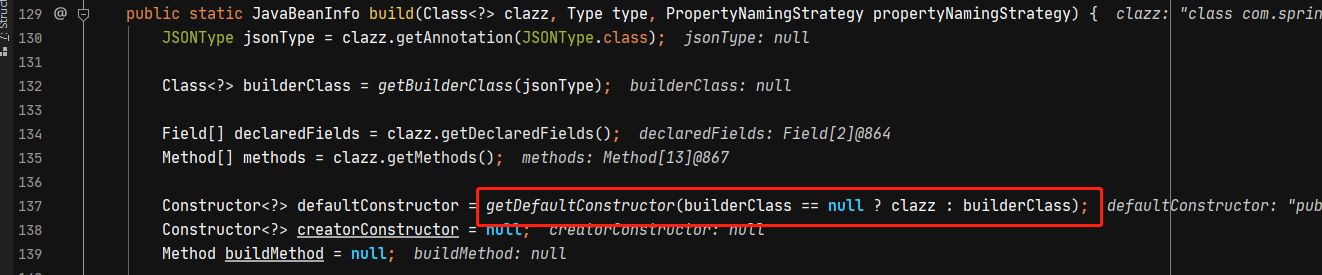 129 @ public static JavaBeanInfo build(Class<?> clazz, Type type, PropertyNamingStrategy propertyNamingStrategy) { clazz: "class com.sprin
130 JSONType jsonType = clazz.getAnnotation(JSONType.class); jsonType: null
131
132 Class<?> builderClass = getBuilderClass(jsonType); builderClass: null
133
134 Field[] declaredFields = clazz.getDeclaredFields(); declaredFields: Field[2]@864
135 Method[] methods = clazz.getMethods(); methods: Method[13]@867
136
137 Constructor<?> defaultConstructor = getDefaultConstructor(builderClass == null ? clazz : builderClass); defaultConstructor: "pub
138 Constructor<?> creatorConstructor = null; creatorConstructor: null
139 Method buildMethod = null; buildMethod: null